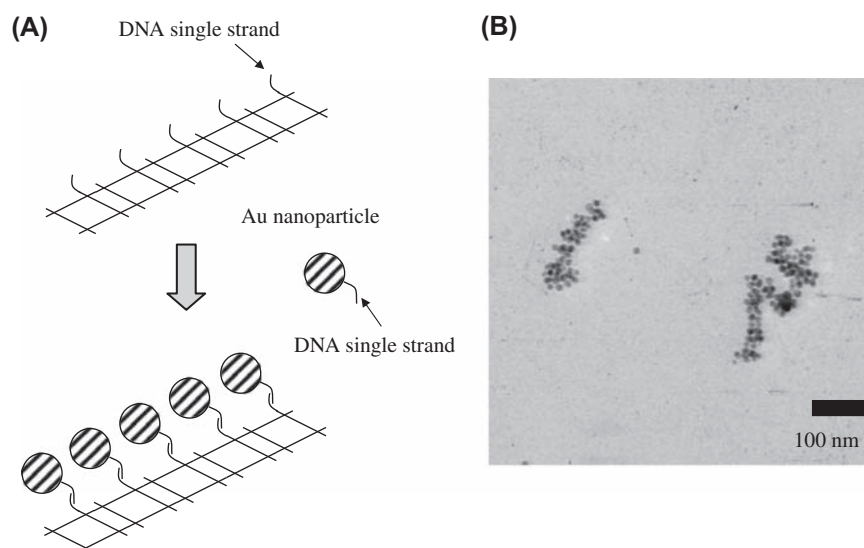 (A)
DNA single strand
Au nanoparticle
DNA single strand
(B)
100 nm